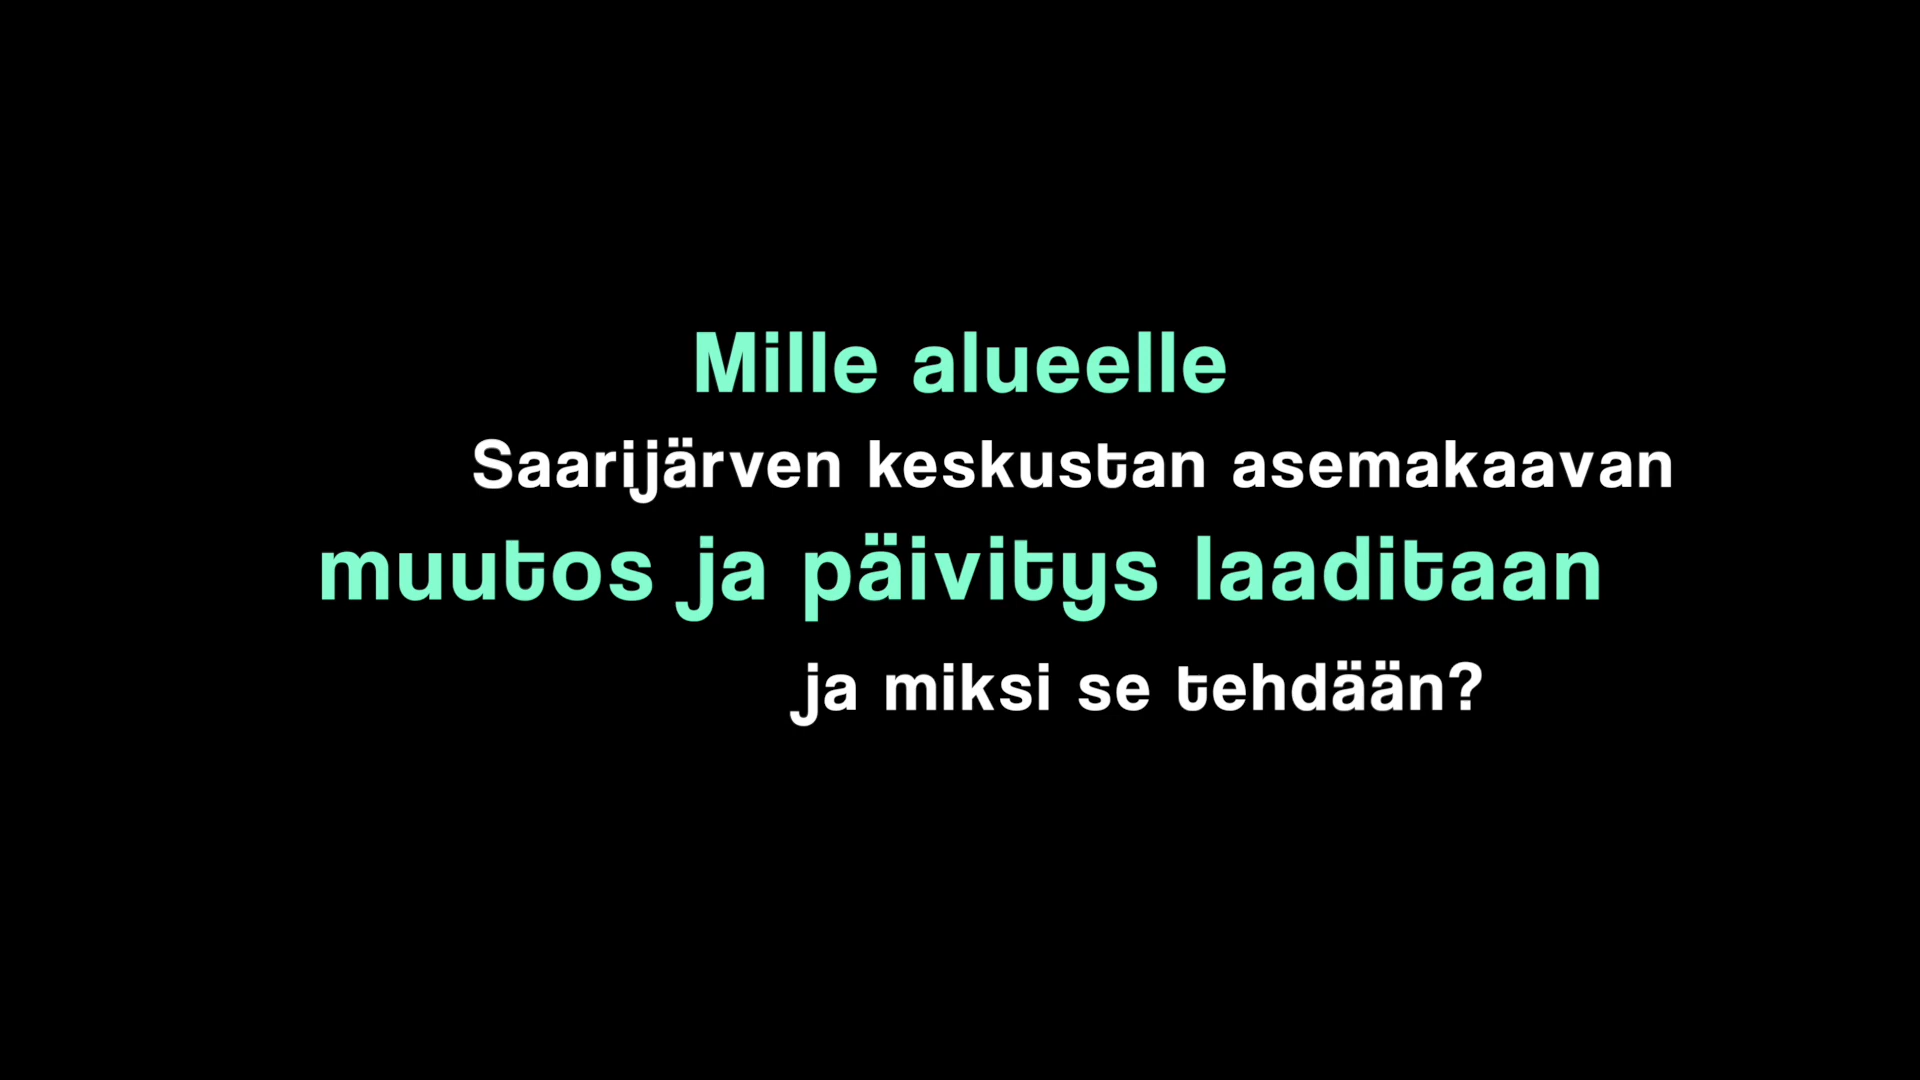 Mille alueelle
Saarijärven keskustan asemakaavan
muutos ja päivitys laaditaan
ja miksi se tehdään?